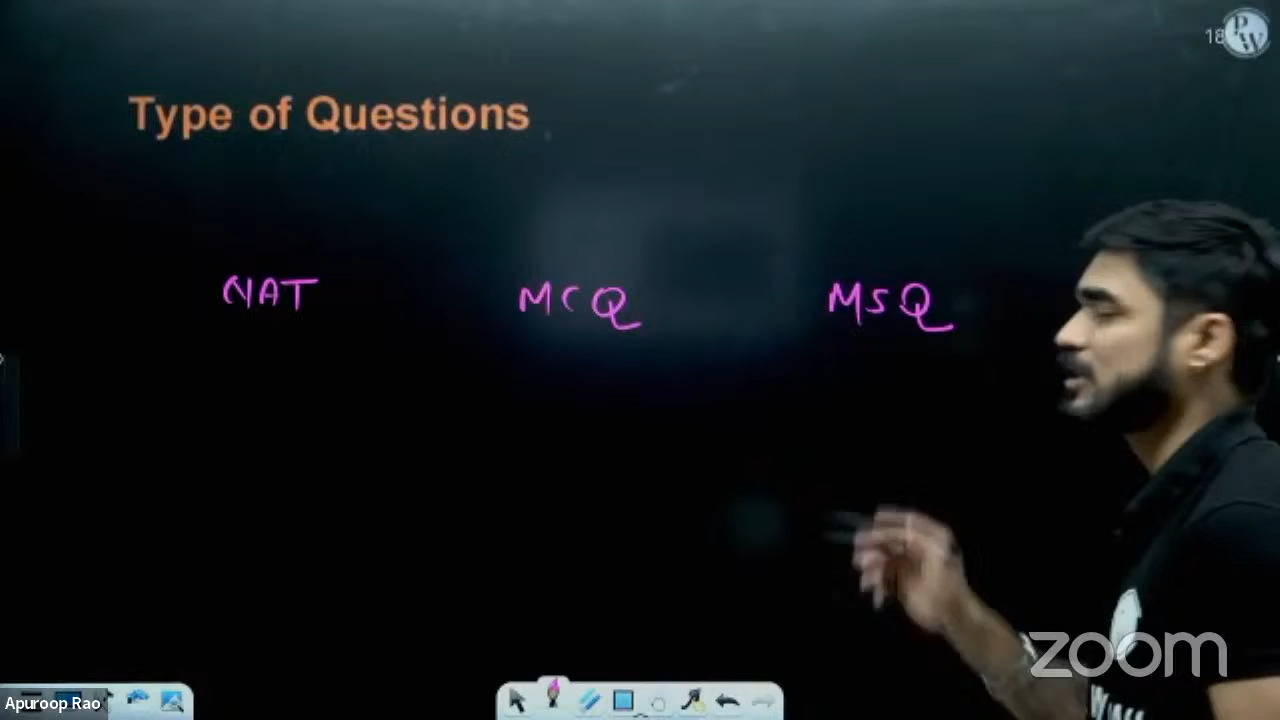 18
PW
Type of Questions
NAT MCQ MSQ
zoom
Apuroop Rao